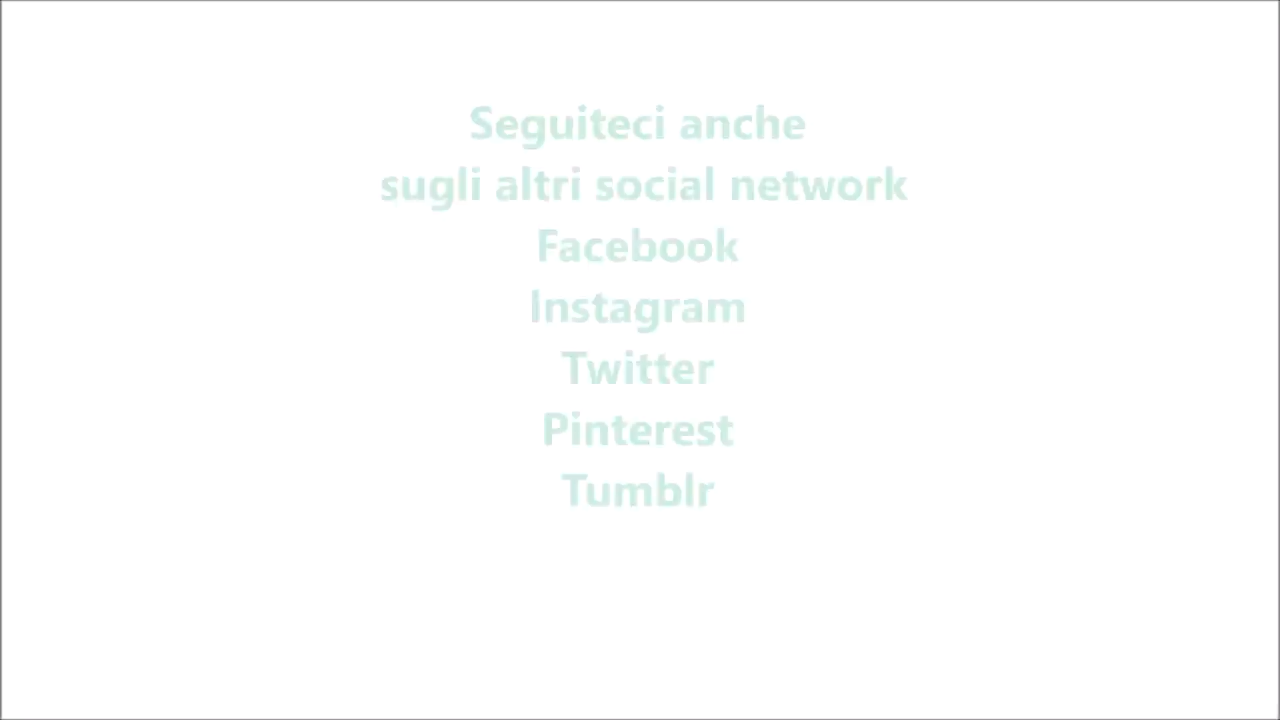 Seguiteci anche
sugli altri social network
Facebook
Instagram
Twitter
Pinterest
Tumblr